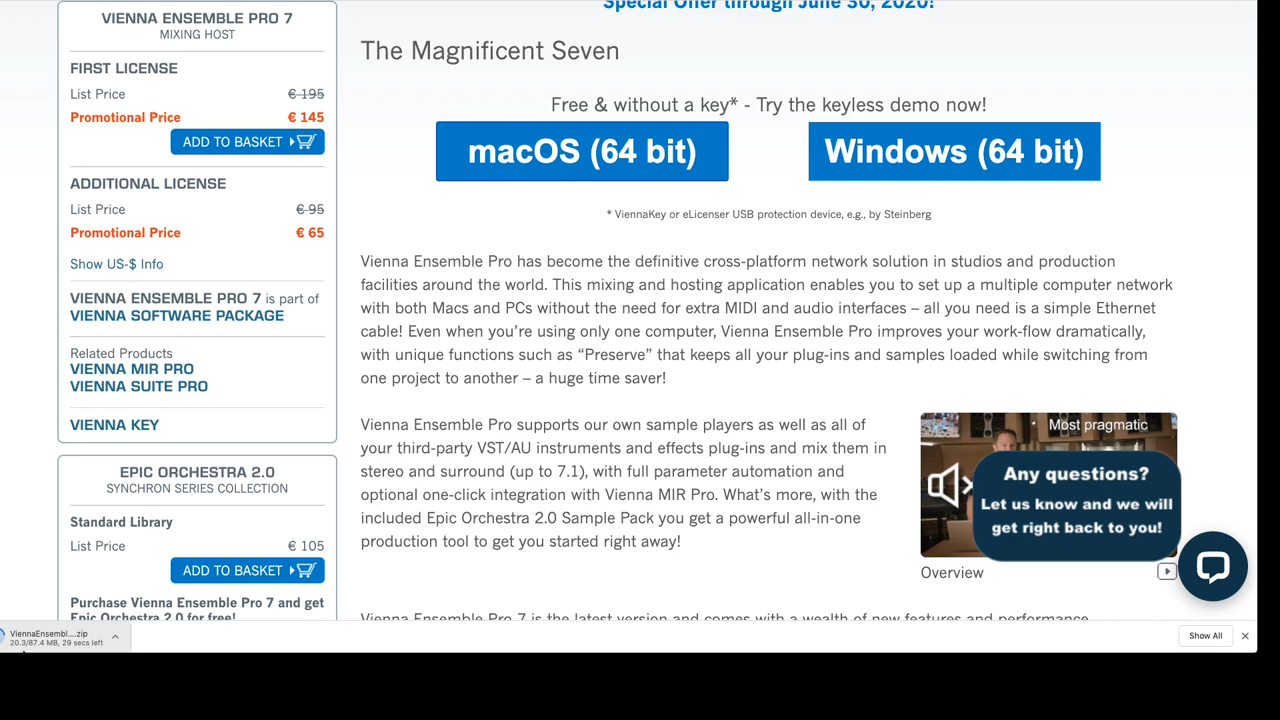 VIENNA ENSEMBLE PRO 7
MIXING HOST
FIRST LICENSE
List Price € 195
Promotional Price € 145
ADD TO BASKET
ADDITIONAL LICENSE
List Price € 95
Promotional Price € 65
Show US-$ Info
VIENNA ENSEMBLE PRO 7 is part of
VIENNA SOFTWARE PACKAGE
Related Products
VIENNA MIR PRO
VIENNA SUITE PRO
VIENNA KEY
EPIC ORCHESTRA 2.0
SYNCHRON SERIES COLLECTION
Standard Library
List Price € 105
ADD TO BASKET
Purchase Vienna Ensemble Pro 7 and get
Epic Orchestra 2.0 for free!
Special Offer through June 30, 2020!
The Magnificent Seven
Free & without a key* - Try the keyless demo now!
macOS (64 bit)
Windows (64 bit)
* ViennaKey or eLicenser USB protection device, e.g., by Steinberg
Vienna Ensemble Pro has become the definitive cross-platform network solution in studios and production
facilities around the world. This mixing and hosting application enables you to set up a multiple computer network
with both Macs and PCs without the need for extra MIDI and audio interfaces – all you need is a simple Ethernet
cable! Even when you’re using only one computer, Vienna Ensemble Pro improves your work-flow dramatically,
with unique functions such as “Preserve” that keeps all your plug-ins and samples loaded while switching from
one project to another – a huge time saver!
Vienna Ensemble Pro supports our own sample players as well as all of
your third-party VST/AU instruments and effects plug-ins and mix them in
stereo and surround (up to 7.1), with full parameter automation and
optional one-click integration with Vienna MIR Pro. What’s more, with the
included Epic Orchestra 2.0 Sample Pack you get a powerful all-in-one
production tool to get you started right away!
Most pragmatic
Any questions?
Let us know and we will
get right back to you!
Overview
Vienna Ensemble Pro 7 is the latest version and comes with a wealth of new features and performance
ViennaEnsembl....zip
20.3/87.4 MB, 29 secs left
Show All